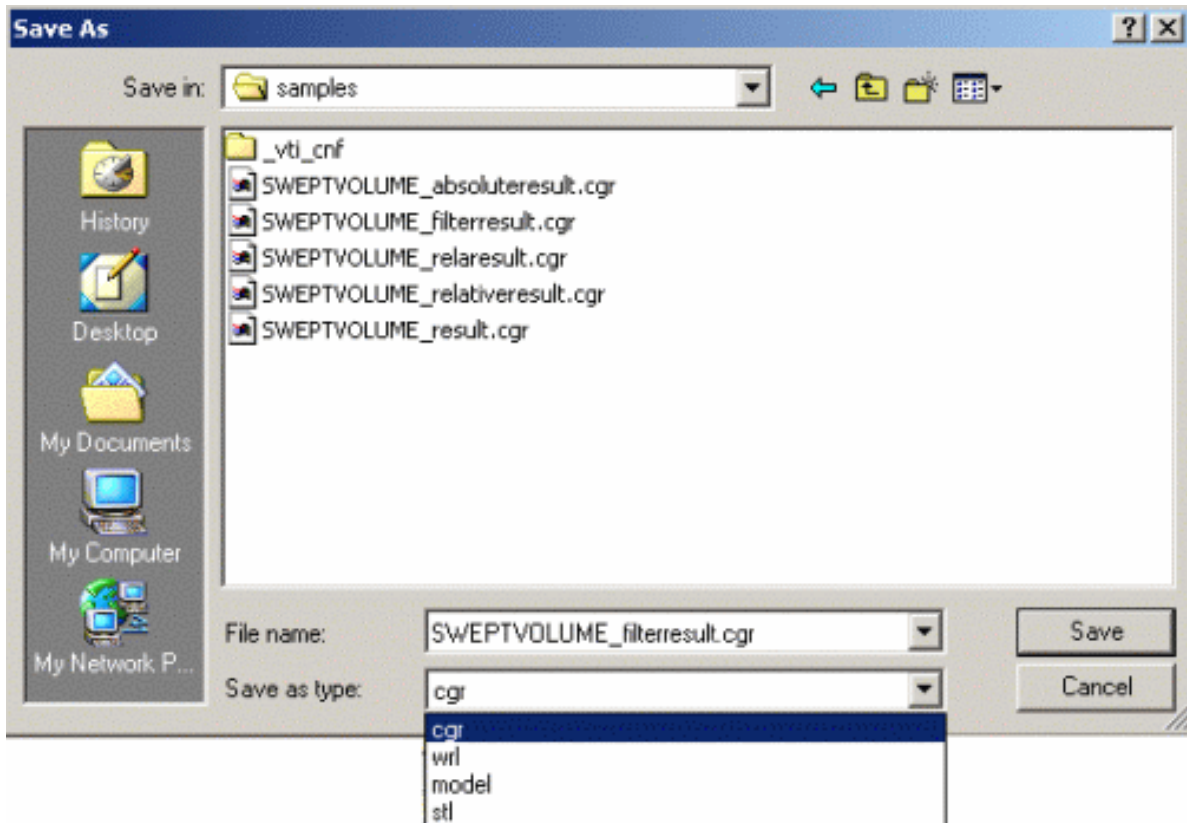 Save As
Save in: samples
_vti_cnf
SWEPTVOLUME_absoluteresult.cgr
SWEPTVOLUME_filterresult.cgr
SWEPTVOLUME_relaresult.cgr
SWEPTVOLUME_relativeresult.cgr
SWEPTVOLUME_result.cgr
History
Desktop
My Documents
My Computer
My Network P...
File name: SWEPTVOLUME_filterresult.cgr Save
Save as type: cgr Cancel
cgr
wrl
model
stl